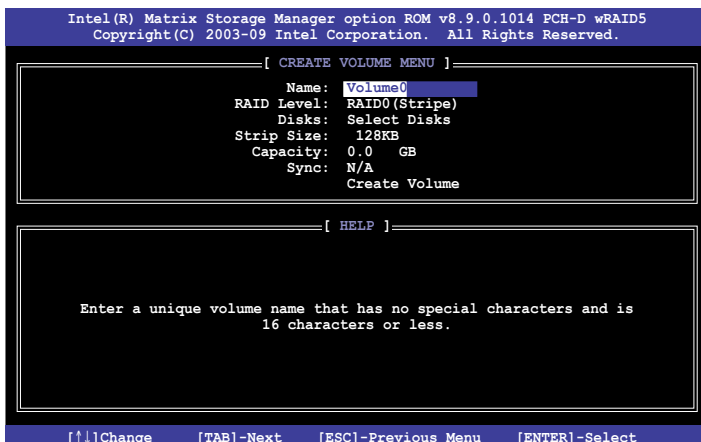 Intel(R) Matrix Storage Manager option ROM v8.9.0.1014 PCH-D wRAID5
Copyright(C) 2003-09 Intel Corporation. All Rights Reserved.
[ CREATE VOLUME MENU ]
Name: Volume0
RAID Level: RAID0(Stripe)
Disks: Select Disks
Strip Size: 128KB
Capacity: 0.0 GB
Sync: N/A
Create Volume
[ HELP ]
Enter a unique volume name that has no special characters and is
16 characters or less.
[↑↓]Change [TAB]-Next [ESC]-Previous Menu [ENTER]-Select